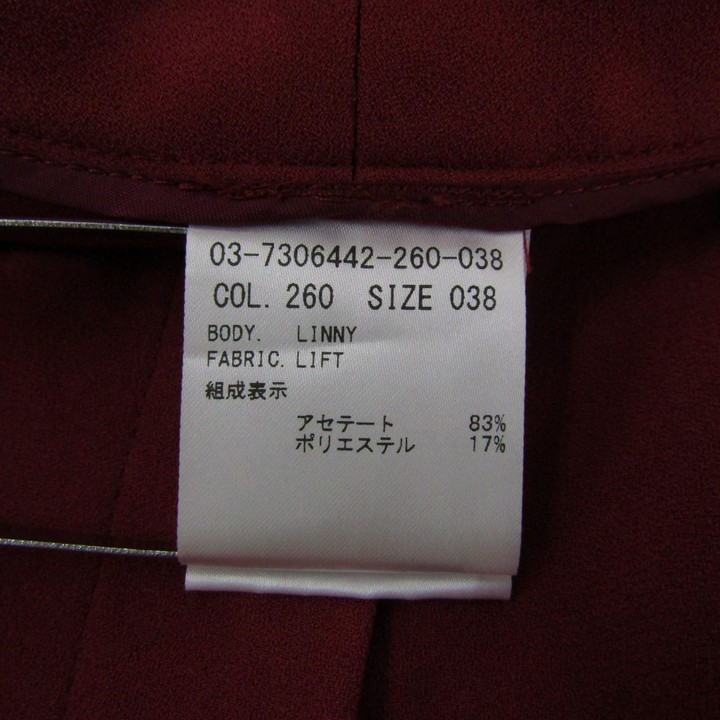 03-7306442-260-038
COL. 260 SIZE 038
BODY. LINNY
FABRIC. LIFT
組成表示
アセテート 83%
ポリエステル 17%